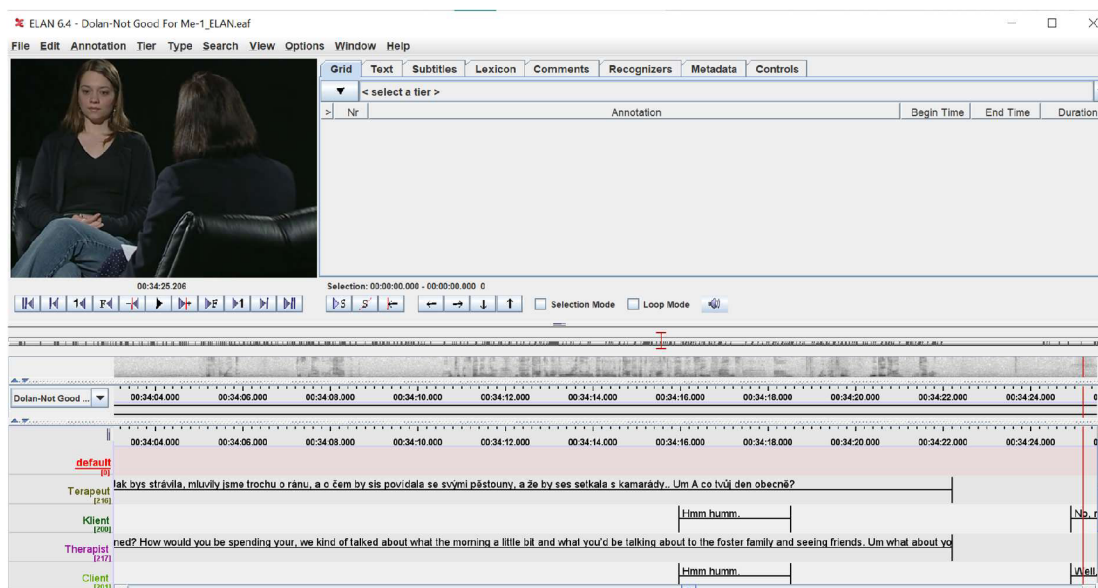 ELAN 6.4 - Dolan-Not Good For Me-1_ELAN.eaf
File Edit Annotation Tier Type Search View Options Window Help
Grid Text Subtitles Lexicon Comments Recognizers Metadata Controls
< select a tier >
> Nr Annotation Begin Time End Time Duration
00:34:25.206 Selection: 00:00:00.000 - 00:00:00.000 0
Selection Mode Loop Mode
Dolan-Not Good ... 00:34:04.000 00:34:06.000 00:34:08.000 00:34:10.000 00:34:12.000 00:34:14.000 00:34:16.000 00:34:18.000 00:34:20.000 00:34:22.000 00:34:24.000
00:34:04.000 00:34:06.000 00:34:08.000 00:34:10.000 00:34:12.000 00:34:14.000 00:34:16.000 00:34:18.000 00:34:20.000 00:34:22.000 00:34:24.000
default
[0]
Terapeut Jak bys strávila, mluvily jsme trochu o ránu, a o čem by sis povídala se svými pěstouny, a že by ses setkala s kamarády.. Um A co tvůj den obecně?
[216]
Klient Hmm humm. No,
[200]
Therapist ned? How would you be spending your, we kind of talked about what the morning a little bit and what you'd be talking about to the foster family and seeing friends. Um what about yo
[217]
Client Hmm humm. Well,
[201]